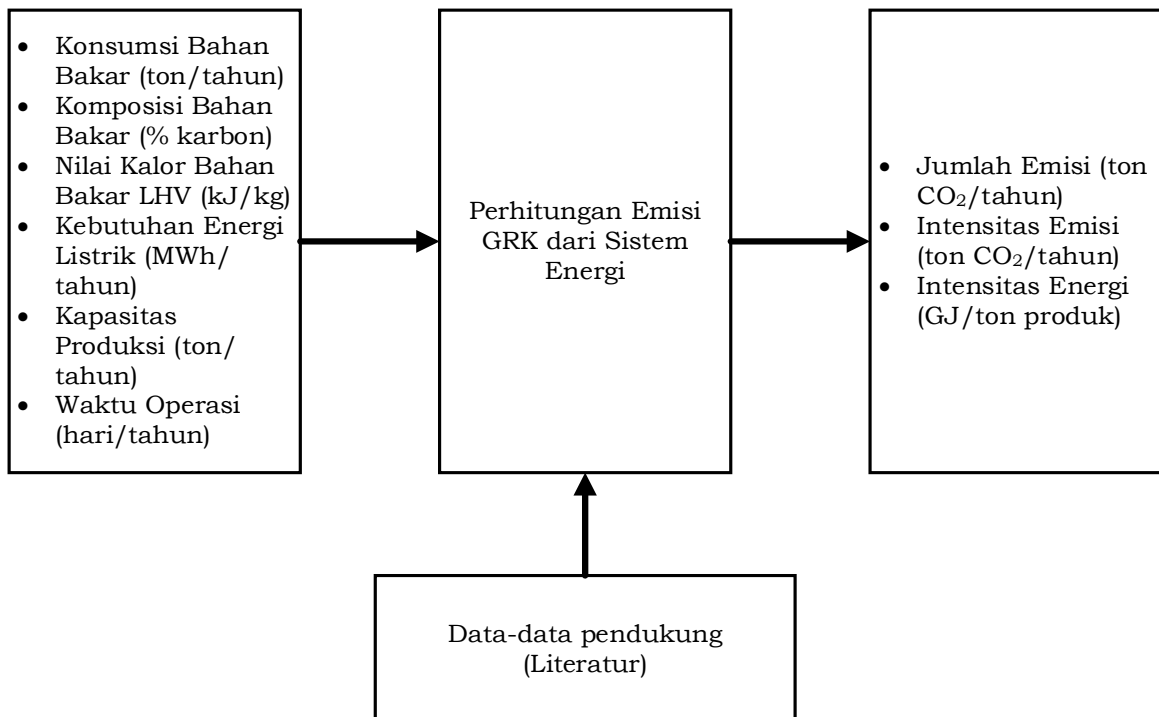 • Konsumsi Bahan
Bakar (ton/tahun)
• Komposisi Bahan
Bakar (% karbon)
• Nilai Kalor Bahan
Bakar LHV (kJ/kg)
• Kebutuhan Energi
Listrik (MWh/
tahun)
• Kapasitas
Produksi (ton/
tahun)
• Waktu Operasi
(hari/tahun)
Perhitungan Emisi
GRK dari Sistem
Energi
• Jumlah Emisi (ton
CO₂/tahun)
• Intensitas Emisi
(ton CO₂/tahun)
• Intensitas Energi
(GJ/ton produk)
Data-data pendukung
(Literatur)